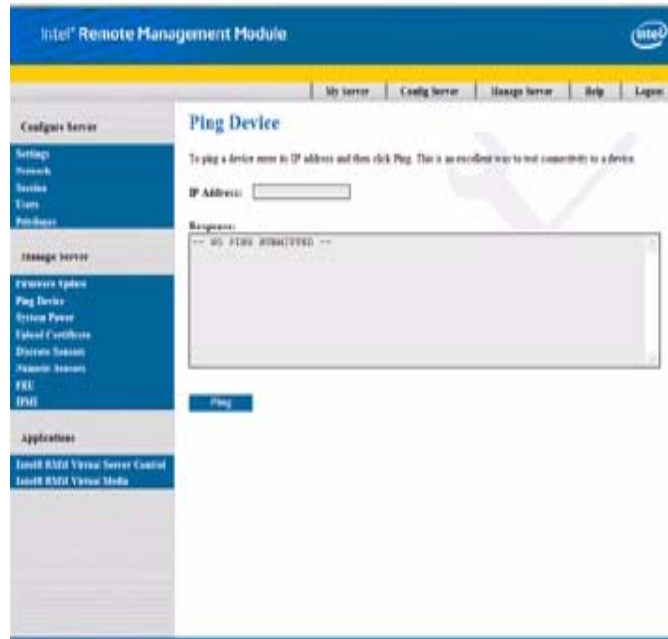 Intel® Remote Management Module
intel
My Server | Config Server | Manage Server | Help | Logout
Configure Server
Settings
Network
Session
Users
Privileges
Manage Server
Firmware Update
Ping Device
System Power
Upload Certificate
Discrete Sensors
Numeric Sensors
FRU
Applications
Intel® RMM Virtual Server Control
Intel® RMM Virtual Media
Ping Device
To ping a device enter its IP address and then click Ping. This is an excellent way to test connectivity to a device.
IP Address:
Response:
-- NO PING SUBMITTED --
Ping